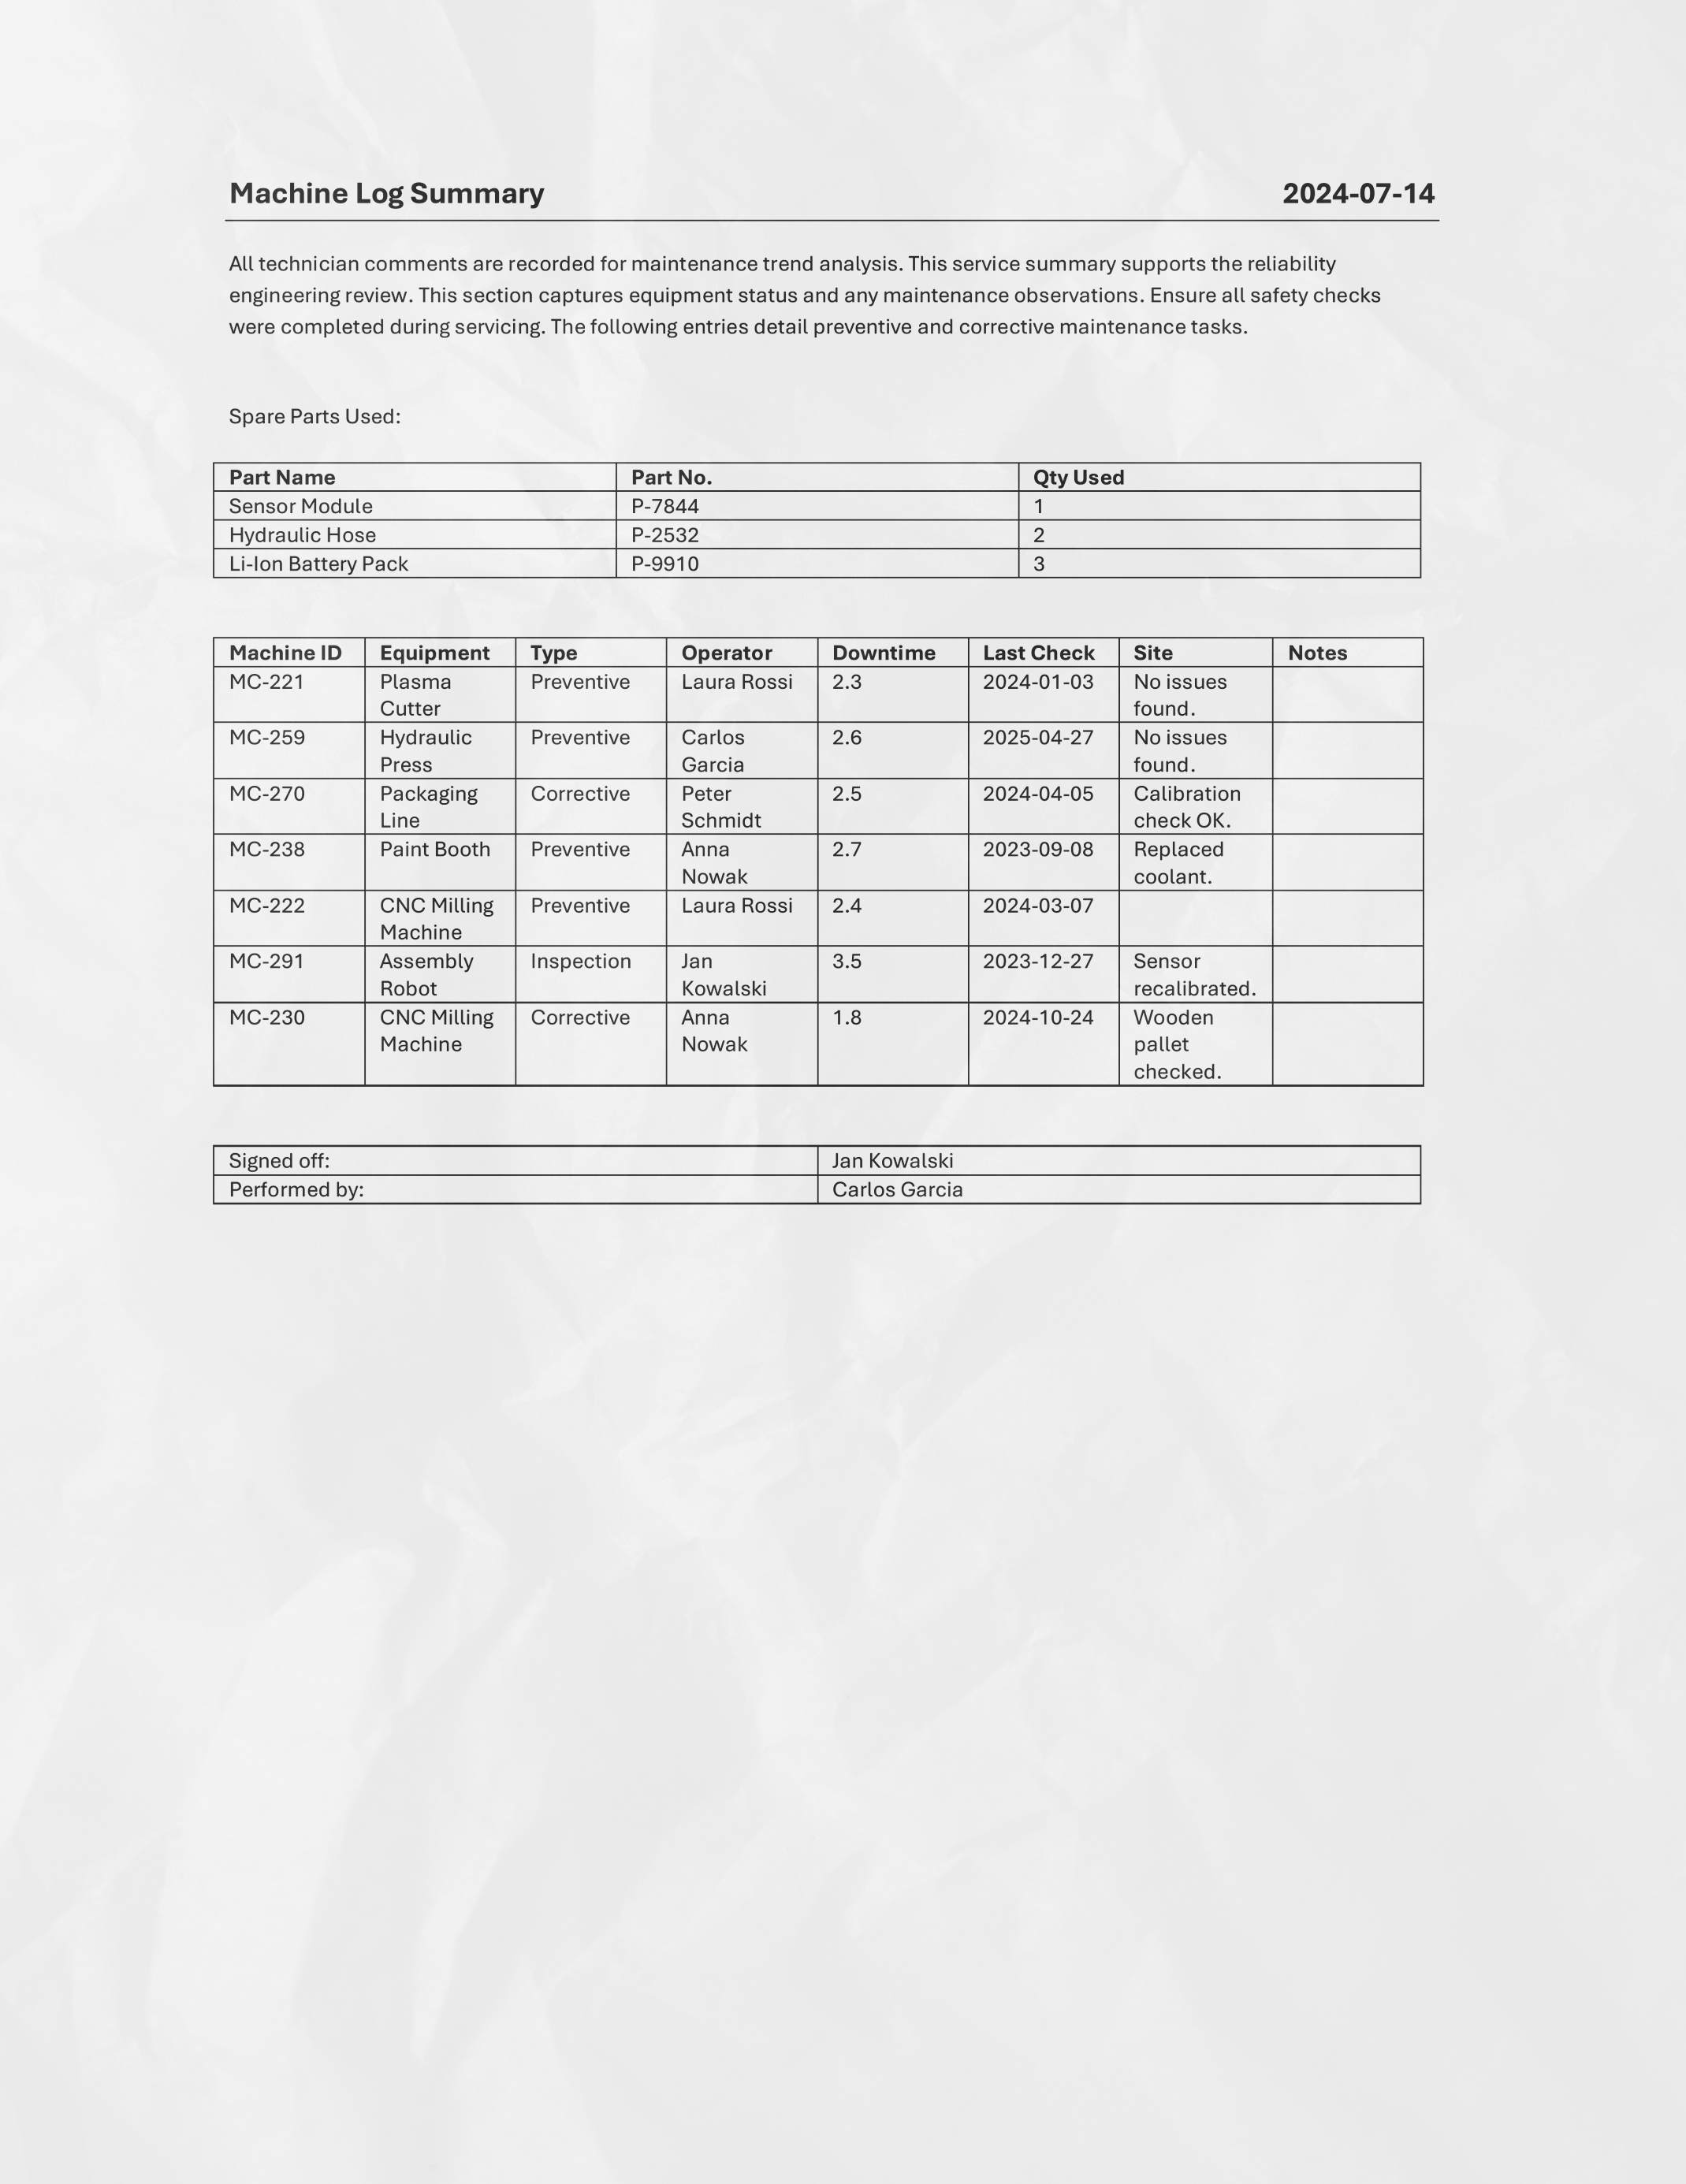 Machine Log Summary 2024-07-14
All technician comments are recorded for maintenance trend analysis. This service summary supports the reliability
engineering review. This section captures equipment status and any maintenance observations. Ensure all safety checks
were completed during servicing. The following entries detail preventive and corrective maintenance tasks.
Spare Parts Used:
Part Name Part No. Qty Used
Sensor Module P-7844 1
Hydraulic Hose P-2532 2
Li-Ion Battery Pack P-9910 3
Machine ID Equipment Type Operator Downtime Last Check Site Notes
MC-221 Plasma Preventive Laura Rossi 2.3 2024-01-03 No issues
Cutter found.
MC-259 Hydraulic Preventive Carlos 2.6 2025-04-27 No issues
Press Garcia found.
MC-270 Packaging Corrective Peter 2.5 2024-04-05 Calibration
Line Schmidt check OK.
MC-238 Paint Booth Preventive Anna 2.7 2023-09-08 Replaced
Nowak coolant.
MC-222 CNC Milling Preventive Laura Rossi 2.4 2024-03-07
Machine
MC-291 Assembly Inspection Jan 3.5 2023-12-27 Sensor
Robot Kowalski recalibrated.
MC-230 CNC Milling Corrective Anna 1.8 2024-10-24 Wooden
Machine Nowak pallet
checked.
Signed off: Jan Kowalski
Performed by: Carlos Garcia